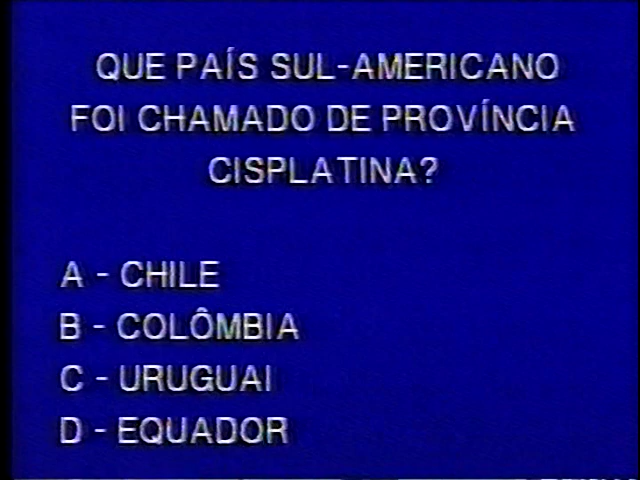 QUE PAÍS SUL-AMERICANO
FOI CHAMADO DE PROVÍNCIA
CISPLATINA?
A - CHILE
B - COLÔMBIA
C - URUGUAI
D - EQUADOR